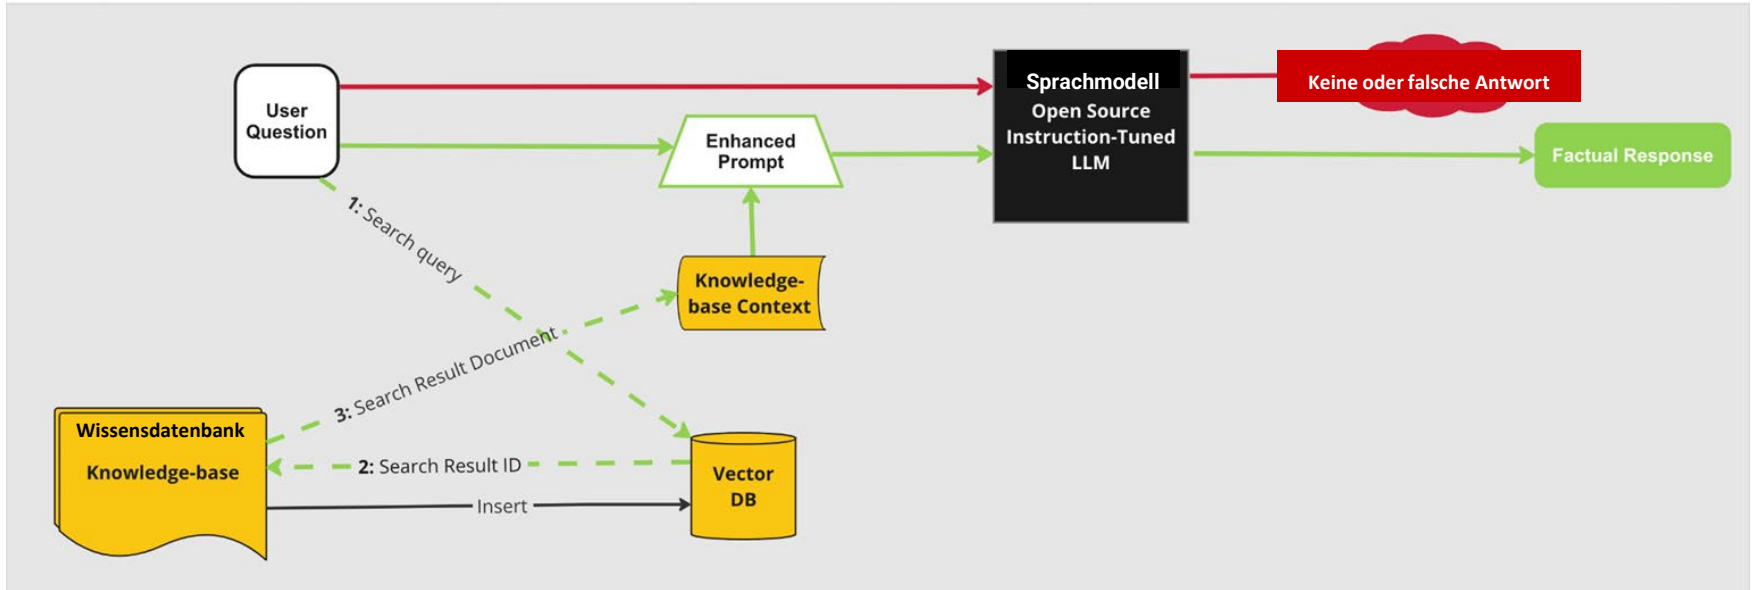 User
Question
Enhanced
Prompt
Sprachmodell
Open Source
Instruction-Tuned
LLM
Keine oder falsche Antwort
Factual Response
1: Search query
Knowledge-
base Context
3: Search Result Document
Wissensdatenbank
Knowledge-base
2: Search Result ID
Insert
Vector
DB